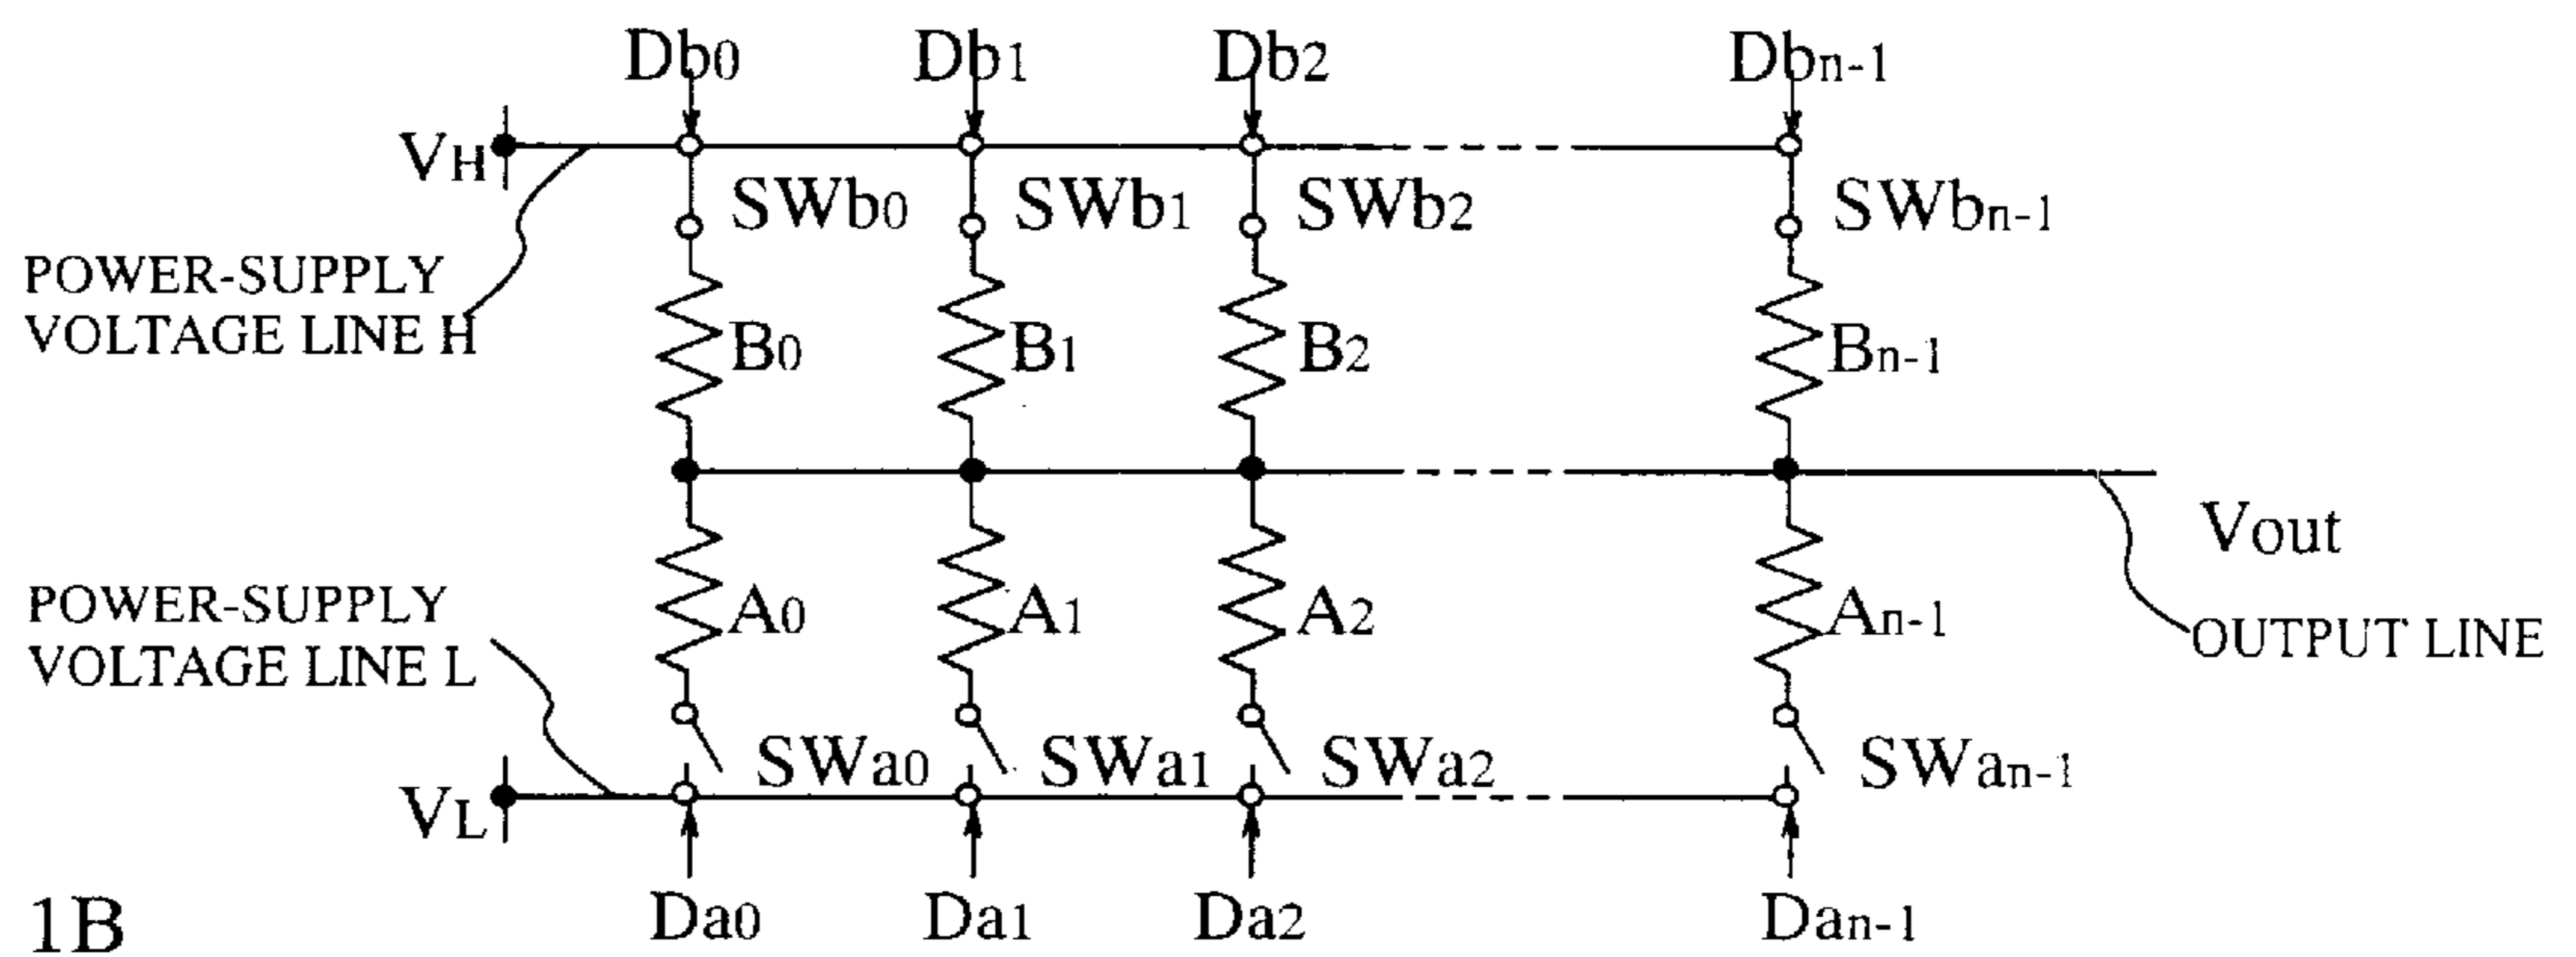 Db0 Db1 Db2 Dbn-1
VH
SWb0 SWb1 SWb2 SWbn-1
POWER-SUPPLY
VOLTAGE LINE H
B0 B1 B2 Bn-1
Vout
POWER-SUPPLY
VOLTAGE LINE L
A0 A1 A2 An-1
OUTPUT LINE
SWa0 SWa1 SWa2 SWan-1
VL
Da0 Da1 Da2 Dan-1
1B